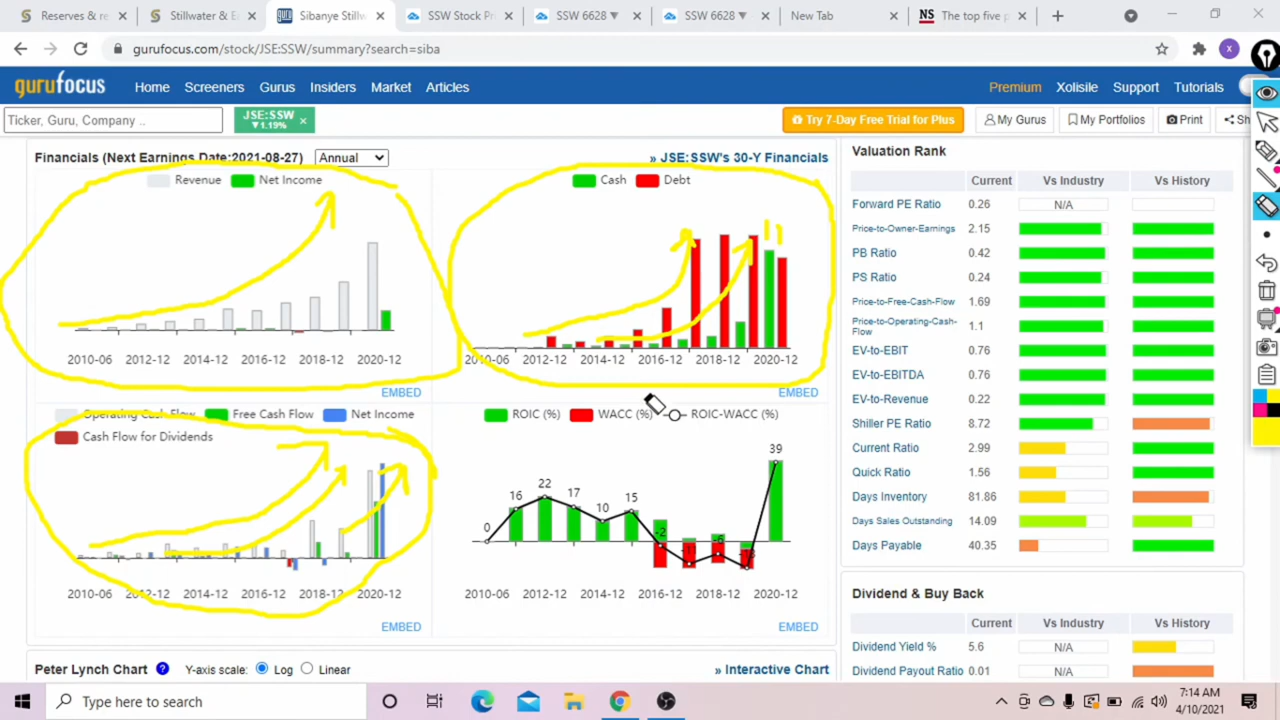 Reserves & re
Stillwater & E
Sibanye Stillw
SSW Stock Pr
SSW 6628 ▼
SSW 6628 ▼
New Tab
NS The top five p
gurufocus.com/stock/JSE:SSW/summary?search=siba
X
gurufocus
Home Screeners Gurus Insiders Market Articles
Premium Xolisile Support Tutorials
Ticker, Guru, Company ..
JSE:SSW
▼1.19%
Try 7-Day Free Trial for Plus
My Gurus
My Portfolios
Print
Sh
Financials (Next Earnings Date:2021-08-27) Annual
» JSE:SSW's 30-Y Financials
Revenue Net Income
2010-06 2012-12 2014-12 2016-12 2018-12 2020-12
EMBED
Cash Debt
2010-06 2012-12 2014-12 2016-12 2018-12 2020-12
EMBED
Operating Cash Flow Free Cash Flow Net Income
Cash Flow for Dividends
2010-06 2012-12 2014-12 2016-12 2018-12 2020-12
EMBED
ROIC (%) WACC (%) ROIC-WACC (%)
39
22
16 17 15
10
0
-2
-6
2010-06 2012-12 2014-12 2016-12 2018-12 2020-12
EMBED
Peter Lynch Chart ? Y-axis scale: Log Linear
» Interactive Chart
Valuation Rank
Current Vs Industry Vs History
Forward PE Ratio 0.26 N/A
Price-to-Owner-Earnings 2.15
PB Ratio 0.42
PS Ratio 0.24
Price-to-Free-Cash-Flow 1.69
Price-to-Operating-Cash-
Flow 1.1
EV-to-EBIT 0.76
EV-to-EBITDA 0.76
EV-to-Revenue 0.22
Shiller PE Ratio 8.72
Current Ratio 2.99
Quick Ratio 1.56
Days Inventory 81.86
Days Sales Outstanding 14.09
Days Payable 40.35
Dividend & Buy Back
Current Vs Industry Vs History
Dividend Yield % 5.6 N/A
Dividend Payout Ratio 0.01 N/A
Type here to search
7:14 AM
4/10/2021